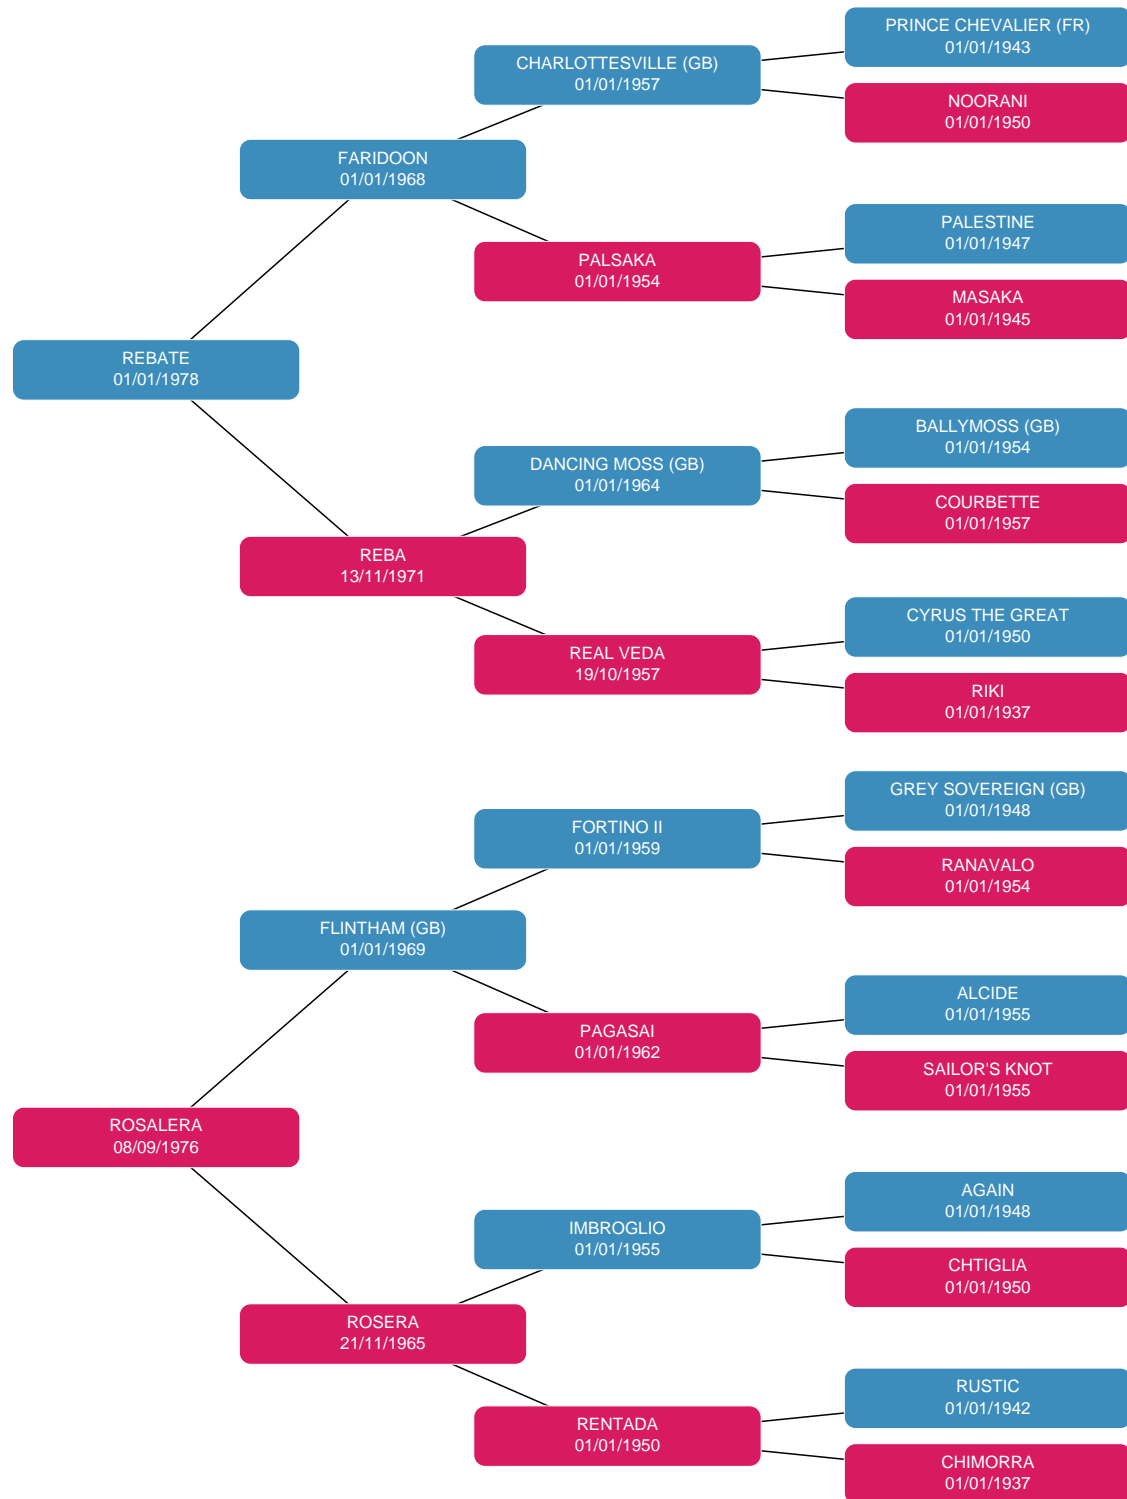 PRINCE CHEVALIER (FR)
01/01/1943
CHARLOTTESVILLE (GB)
01/01/1957
NOORANI
01/01/1950
FARIDOON
01/01/1968
PALESTINE
01/01/1947
PALSAKA
01/01/1954
MASAKA
01/01/1945
REBATE
01/01/1978
BALLYMOSS (GB)
01/01/1954
DANCING MOSS (GB)
01/01/1964
COURBETTE
01/01/1957
REBA
13/11/1971
CYRUS THE GREAT
01/01/1950
REAL VEDA
19/10/1957
RIKI
01/01/1937
GREY SOVEREIGN (GB)
01/01/1948
FORTINO II
01/01/1959
RANAVALO
01/01/1954
FLINTHAM (GB)
01/01/1969
ALCIDE
01/01/1955
PAGASAI
01/01/1962
SAILOR'S KNOT
01/01/1955
ROSALERA
08/09/1976
AGAIN
01/01/1948
IMBROGLIO
01/01/1955
CHTIGLIA
01/01/1950
ROSERA
21/11/1965
RUSTIC
01/01/1942
RENTADA
01/01/1950
CHIMORRA
01/01/1937